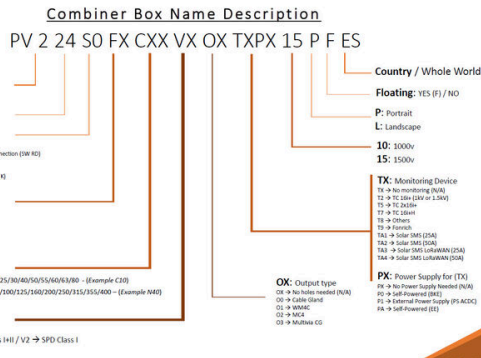 Combiner Box Name Description
PV 2 24 S0 FX CXX VX OX TXPX 15 P F ES
Country / Whole World
Floating: YES (F) / NO
P: Portrait
L: Landscape
10: 1000v
15: 1500v
nection (SW RD)
TX: Monitoring Device
TX → No monitoring (N/A)
T2 → TC 16I+ (1kV or 1.5kV)
T5 → TC 2x16I+
T7 → TC 16I+H
T8 → Others
T9 → Fonrich
TA1 → Solar SMS (25A)
TA2 → Solar SMS (50A)
TA3 → Solar SMS LoRaWAN (25A)
TA4 → Solar SMS LoRaWAN (50A)
PX: Power Supply for (TX)
PX → No Power Supply Needed (N/A)
P0 → Self-Powered (BKE)
P1 → External Power Supply (PS ACDC)
PA → Self-Powered (EE)
25/30/40/50/55/60/63/80 - (Example C10)
/100/125/160/200/250/315/355/400 – (Example N40)
OX: Output type
OX → No holes needed (N/A)
O0 → Cable Gland
O1 → WM4C
O2 → MC4
O3 → Multivia CG
I+II / V2 → SPD Class I